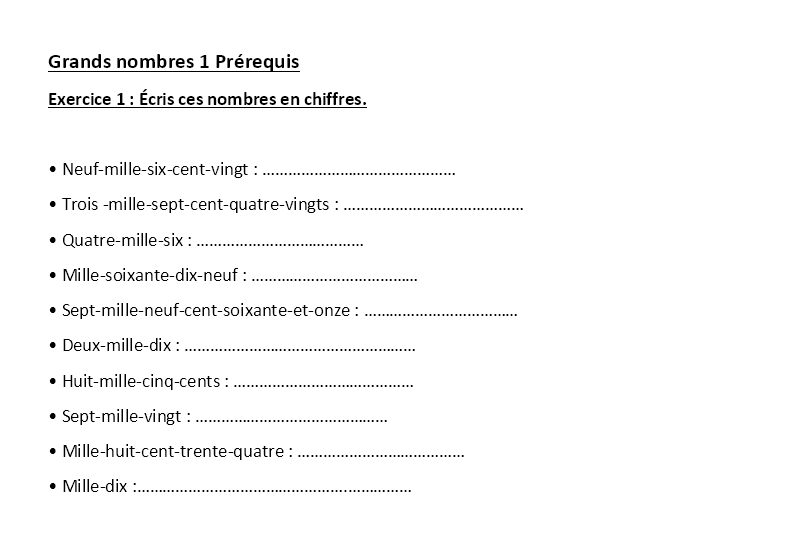 Grands nombres 1 Prérequis
Exercice 1 : Écris ces nombres en chiffres.
• Neuf-mille-six-cent-vingt : ………………………………………
• Trois -mille-sept-cent-quatre-vingts : ……………………………………
• Quatre-mille-six : …………………………………
• Mille-soixante-dix-neuf : …………………………………
• Sept-mille-neuf-cent-soixante-et-onze : ………………………………
• Deux-mille-dix : ………………………………………………
• Huit-mille-cinq-cents : ……………………………………
• Sept-mille-vingt : ………………………………………
• Mille-huit-cent-trente-quatre : …………………………………
• Mille-dix :………………………………………………………